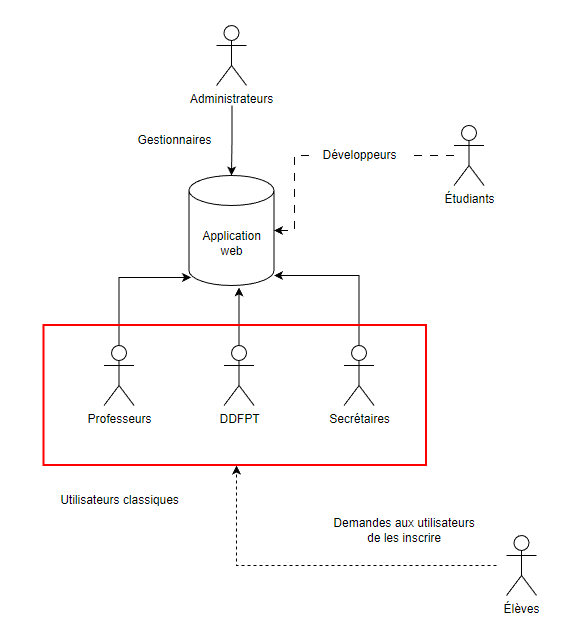 Administrateurs
Gestionnaires
Développeurs
Étudiants
Application
web
Professeurs
DDFPT
Secrétaires
Utilisateurs classiques
Demandes aux utilisateurs
de les inscrire
Élèves